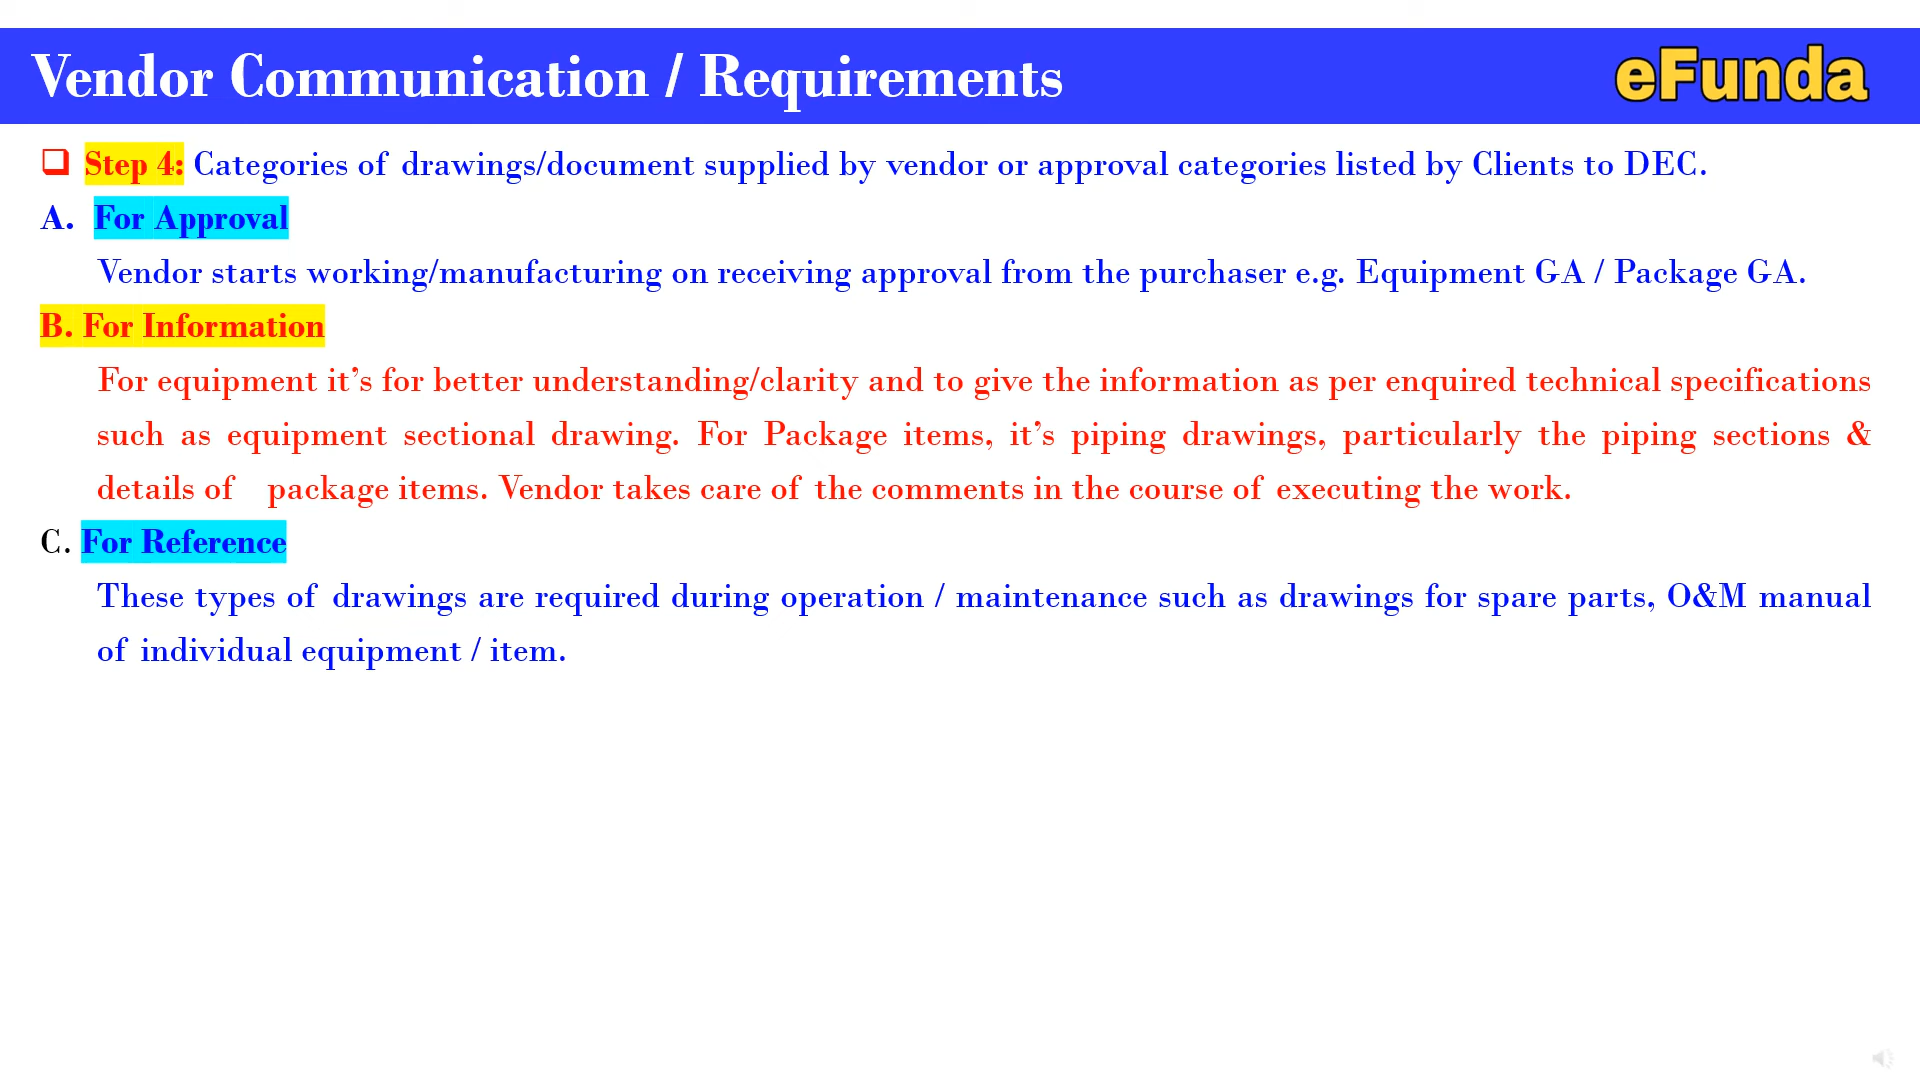 Vendor Communication / Requirements
eFunda
Step 4: Categories of drawings/document supplied by vendor or approval categories listed by Clients to DEC.
A. For Approval
Vendor starts working/manufacturing on receiving approval from the purchaser e.g. Equipment GA / Package GA.
B. For Information
For equipment it’s for better understanding/clarity and to give the information as per enquired technical specifications
such as equipment sectional drawing. For Package items, it’s piping drawings, particularly the piping sections &
details of package items. Vendor takes care of the comments in the course of executing the work.
C. For Reference
These types of drawings are required during operation / maintenance such as drawings for spare parts, O&M manual
of individual equipment / item.